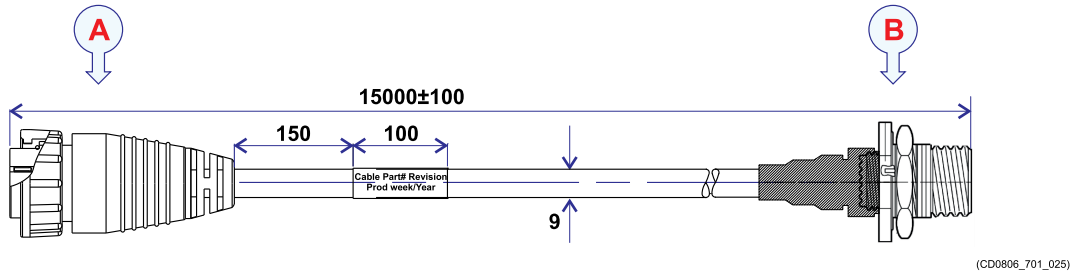 A
B
15000±100
150
100
Cable Part# Revision
Prod week/Year
9
(CD0806_701_025)